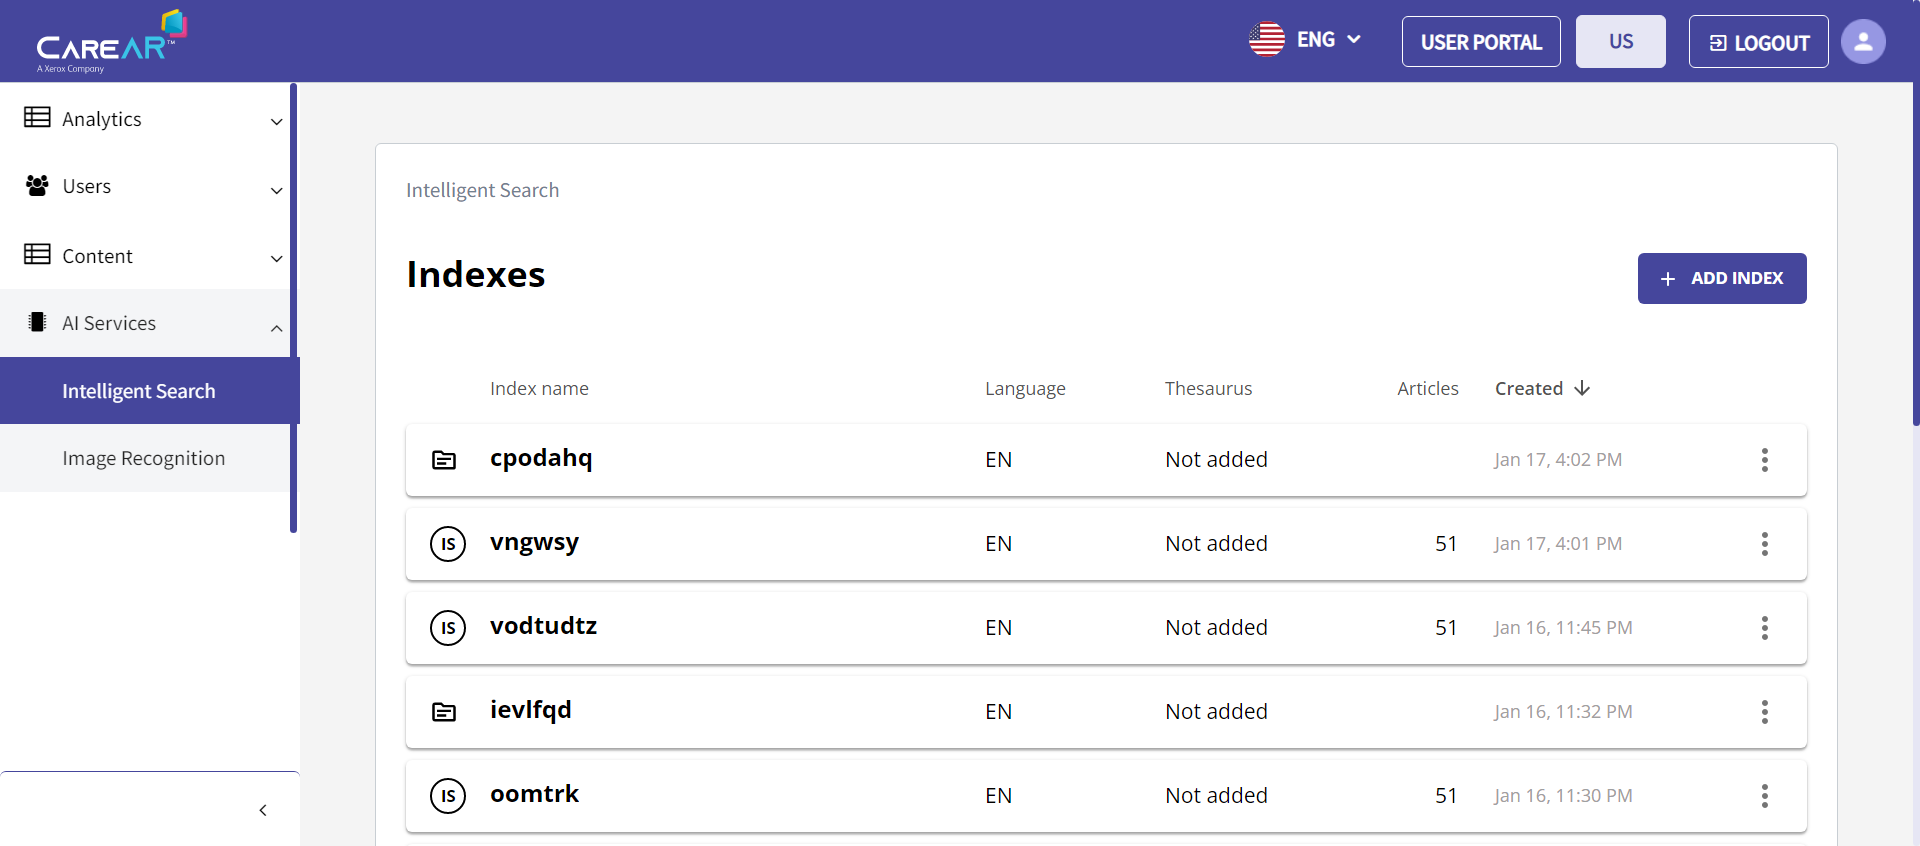 CAREAR™
A Xerox Company
ENG
USER PORTAL
US
LOGOUT
Analytics
Users
Content
AI Services
Intelligent Search
Image Recognition
Intelligent Search
Indexes
+ ADD INDEX
Index name Language Thesaurus Articles Created
cpodahq EN Not added Jan 17, 4:02 PM
IS vngwsy EN Not added 51 Jan 17, 4:01 PM
IS vodtudtz EN Not added 51 Jan 16, 11:45 PM
ievlfqd EN Not added Jan 16, 11:32 PM
IS oomtrk EN Not added 51 Jan 16, 11:30 PM